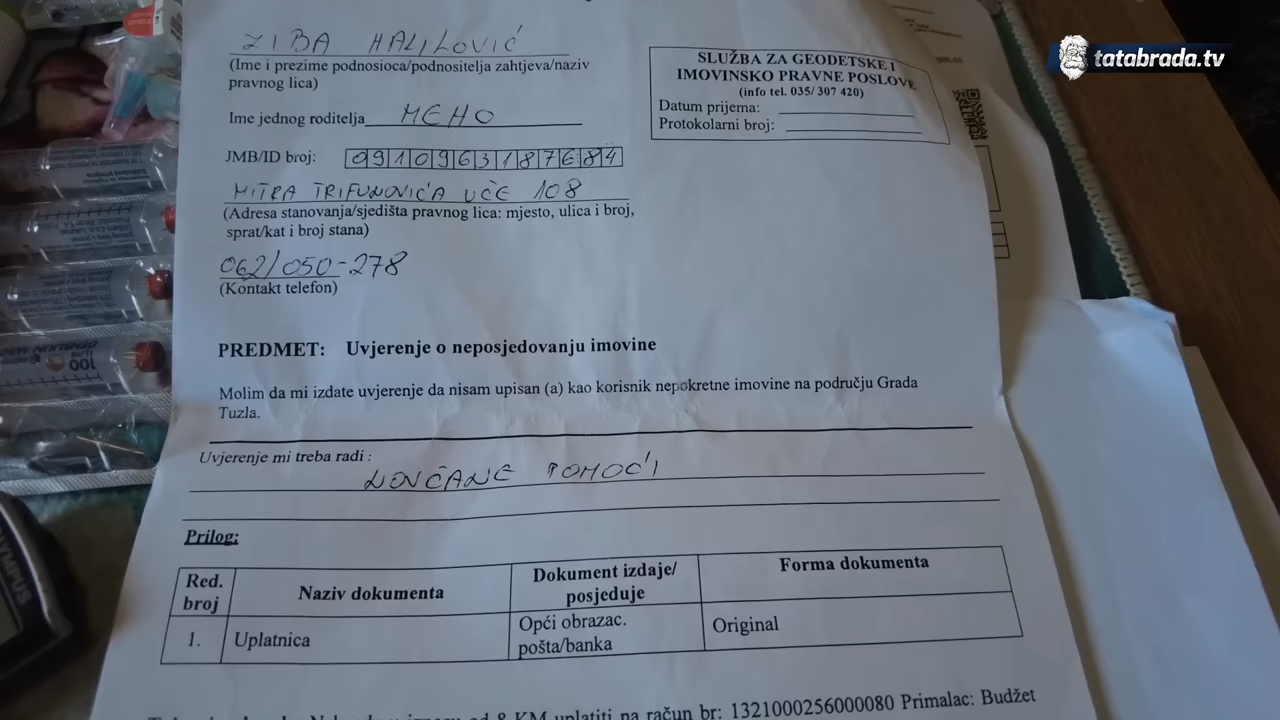 tatabrada.tv
ZIBA HALILOVIĆ
(Ime i prezime podnosioca/podnositelja zahtjeva/naziv
pravnog lica)
SLUŽBA ZA GEODETSKE I
IMOVINSKO PRAVNE POSLOVE
(info tel. 035/ 307 420)
Datum prijema:
Protokolarni broj:
Ime jednog roditelja MEHO
JMB/ID broj: 0910963187684
MITRA TRIFUNOVIĆA UČE 108
(Adresa stanovanja/sjedišta pravnog lica: mjesto, ulica i broj,
sprat/kat i broj stana)
062/050-278
(Kontakt telefon)
PREDMET: Uvjerenje o neposjedovanju imovine
Molim da mi izdate uvjerenje da nisam upisan (a) kao korisnik nepokretne imovine na području Grada
Tuzla.
Uvjerenje mi treba radi :
NOVČANE POMOĆI
Prilog:
Red. broj
Naziv dokumenta
Dokument izdaje/
posjeduje
Forma dokumenta
1.
Uplatnica
Opći obrazac.
pošta/banka
Original
od 8 KM uplatiti na račun br: 1321000256000080 Primalac: Budžet
OLYMPUS
100